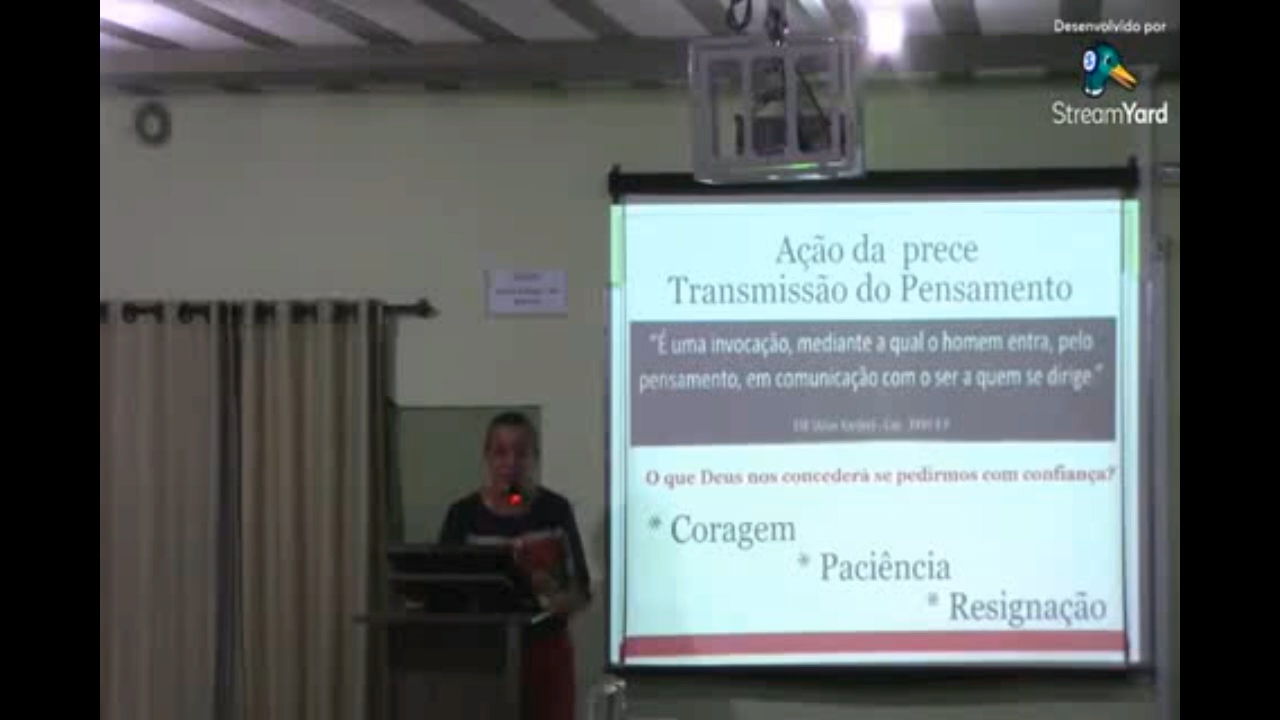 Desenvolvido por
StreamYard
Ação da prece
Transmissão do Pensamento
"É uma invocação, mediante a qual o homem entra, pelo
pensamento, em comunicação com o ser a quem se dirige."
O que Deus nos concederá se pedirmos com confiança?
* Coragem
* Paciência
* Resignação